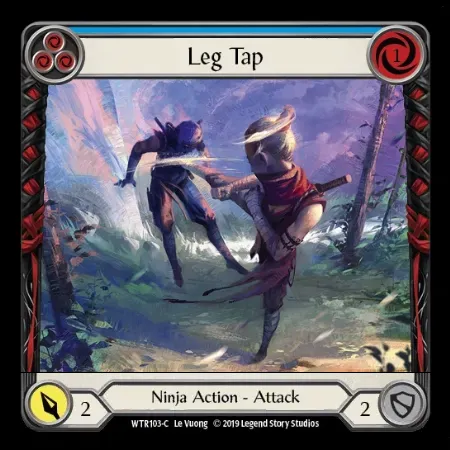 Leg Tap
1
Ninja Action - Attack
2
2
WTR103-C Le Vuong © 2019 Legend Story Studios